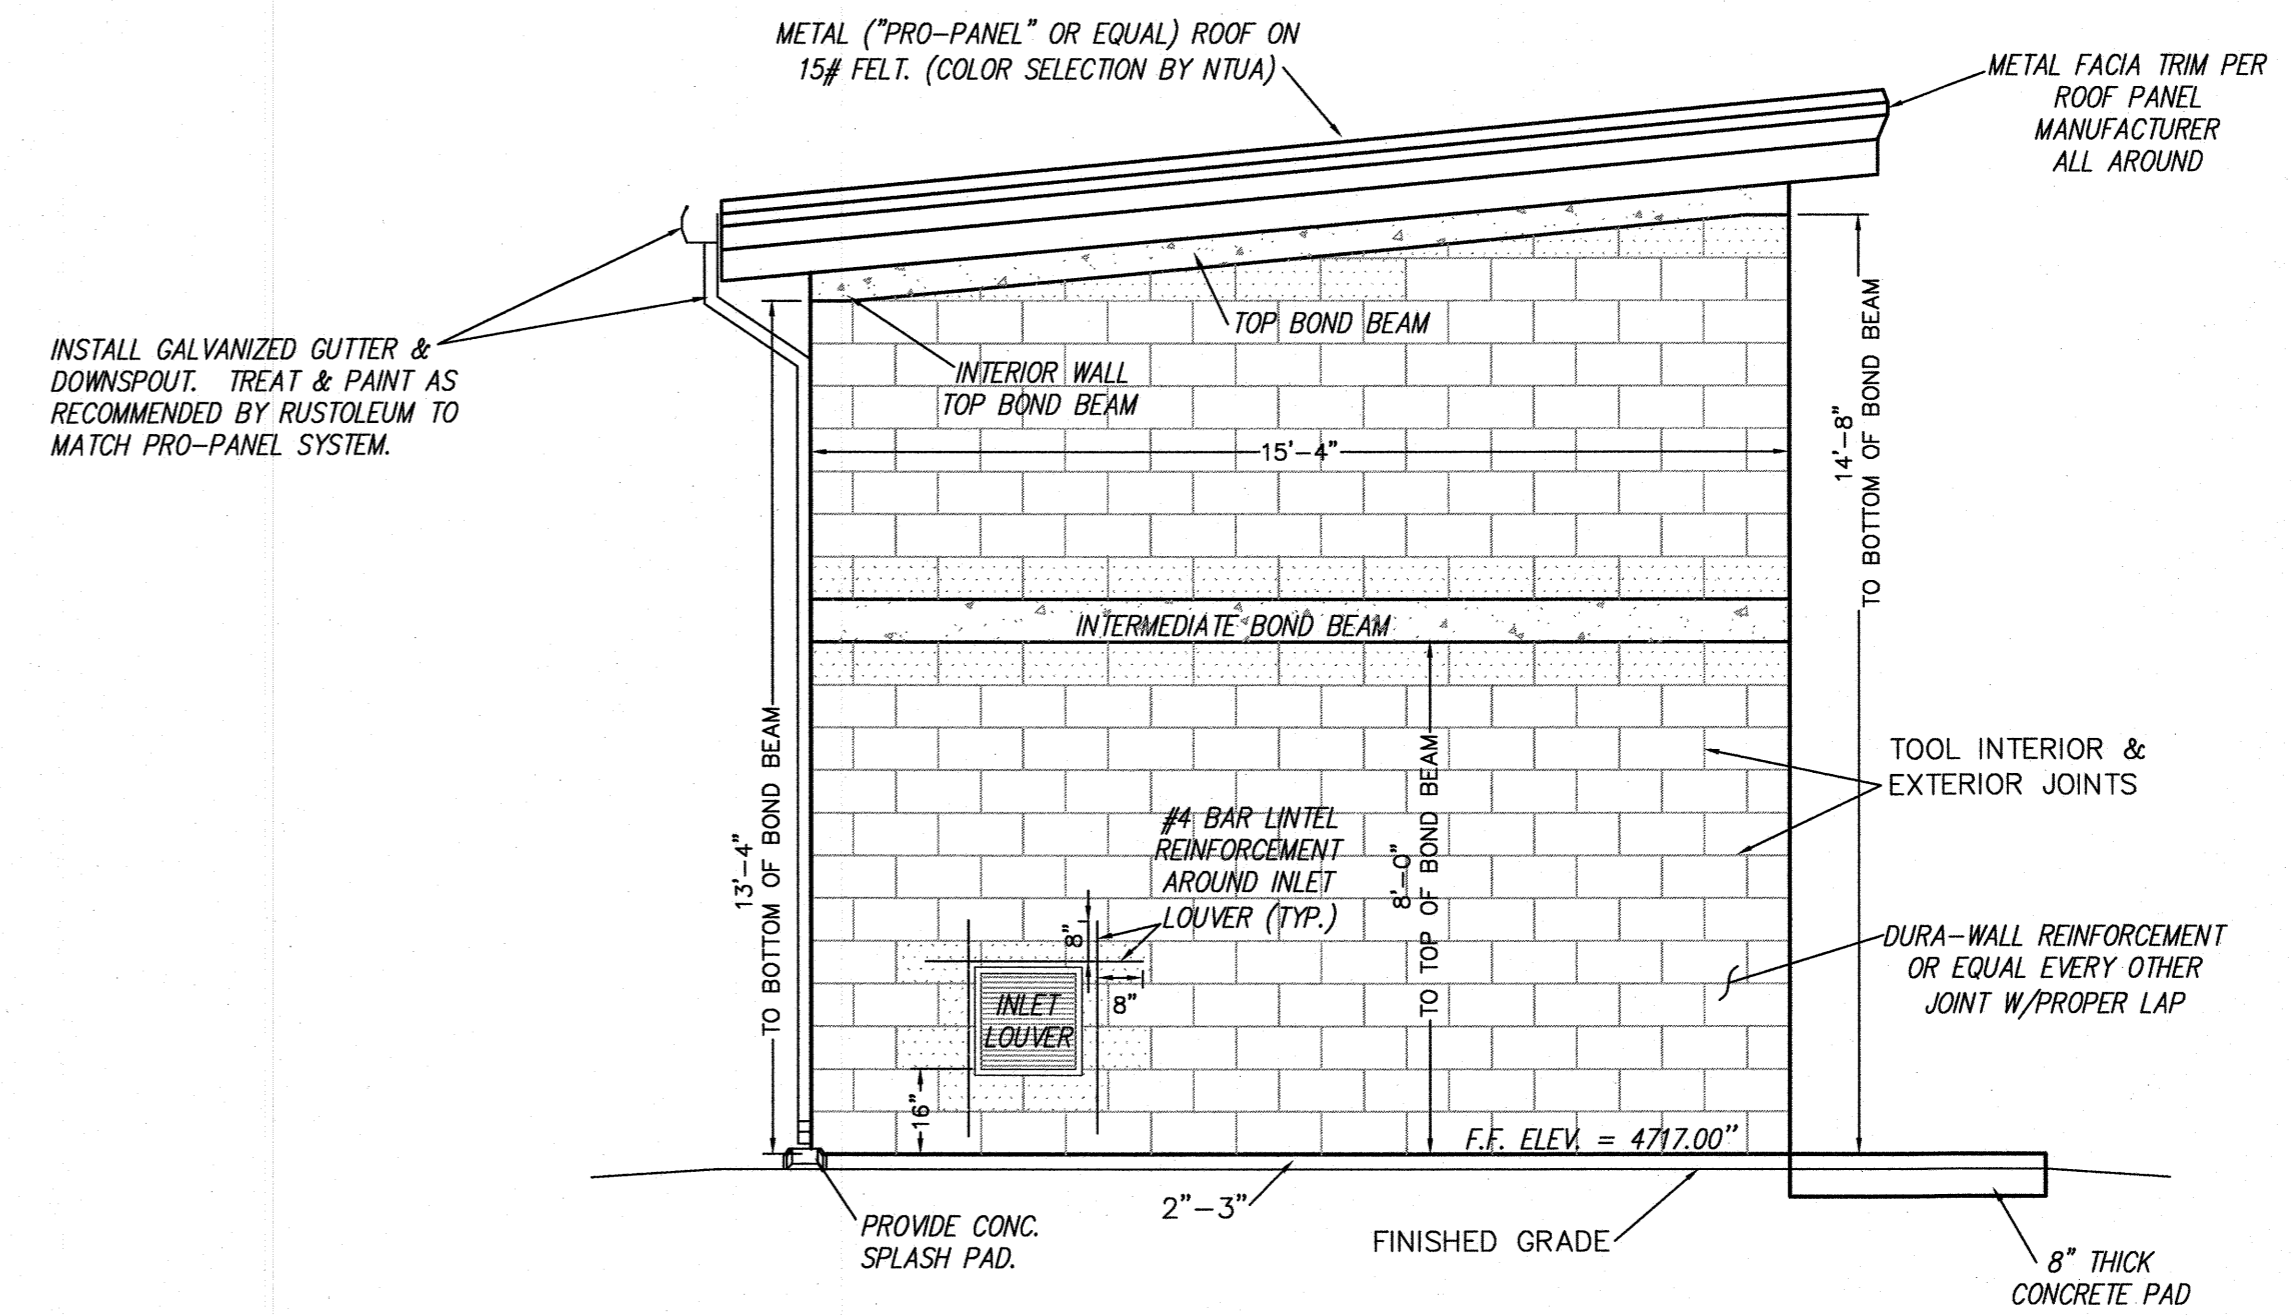 METAL ("PRO-PANEL" OR EQUAL) ROOF ON
15# FELT. (COLOR SELECTION BY NTUA)
METAL FACIA TRIM PER
ROOF PANEL
MANUFACTURER
ALL AROUND
INSTALL GALVANIZED GUTTER &
DOWNSPOUT. TREAT & PAINT AS
RECOMMENDED BY RUSTOLEUM TO
MATCH PRO-PANEL SYSTEM.
TOP BOND BEAM
INTERIOR WALL
TOP BOND BEAM
15'-4"
14'-8"
TO BOTTOM OF BOND BEAM
INTERMEDIATE BOND BEAM
13'-4"
TO BOTTOM OF BOND BEAM
8'-0"
TO TOP OF BOND BEAM
TOOL INTERIOR &
EXTERIOR JOINTS
#4 BAR LINTEL
REINFORCEMENT
AROUND INLET
LOUVER (TYP.)
8"
8"
INLET
LOUVER
16"
DURA-WALL REINFORCEMENT
OR EQUAL EVERY OTHER
JOINT W/PROPER LAP
F.F. ELEV. = 4717.00"
2"-3"
FINISHED GRADE
PROVIDE CONC.
SPLASH PAD.
8" THICK
CONCRETE PAD